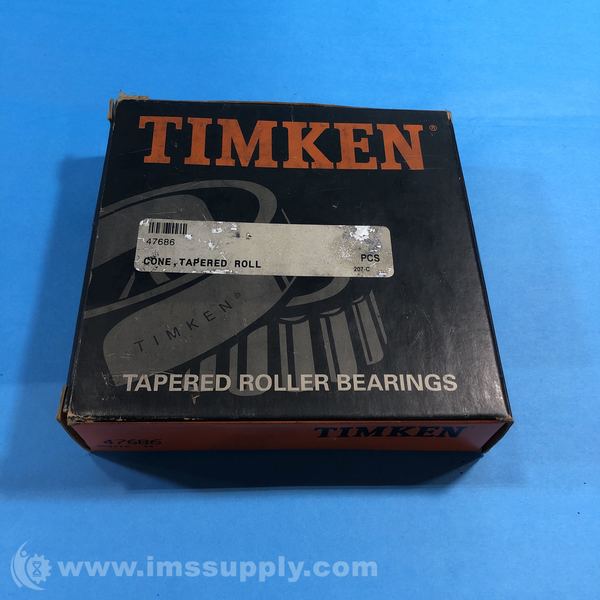 TIMKEN®
47686
CONE, TAPERED ROLL
PCS
207-C
TIMKEN®
TAPERED ROLLER BEARINGS
47686
TIMKEN
www.imssupply.com